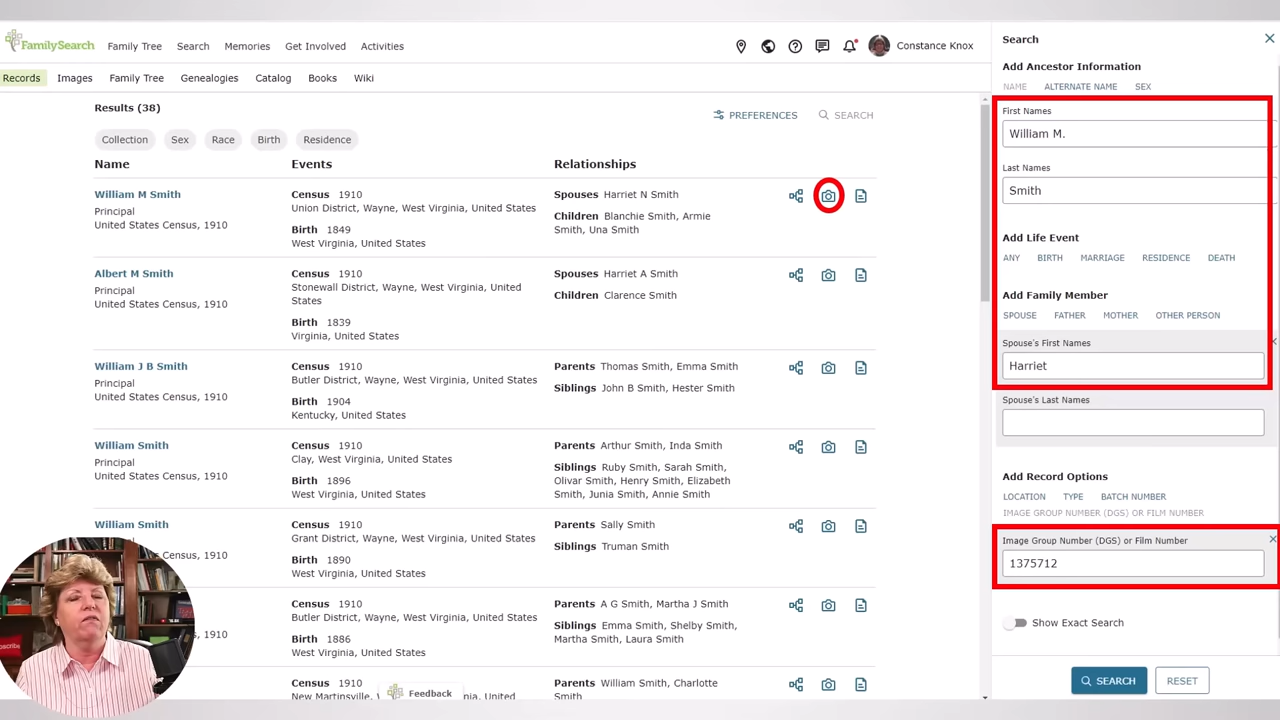 FamilySearch Family Tree Search Memories Get Involved Activities Constance Knox
Records Images Family Tree Genealogies Catalog Books Wiki
Results (38)
PREFERENCES SEARCH
Collection Sex Race Birth Residence
Name Events Relationships
William M Smith
Principal
United States Census, 1910
Census 1910
Union District, Wayne, West Virginia, United States
Birth 1849
West Virginia, United States
Spouses Harriet N Smith
Children Blanchie Smith, Armie
Smith, Una Smith
Albert M Smith
Principal
United States Census, 1910
Census 1910
Stonewall District, Wayne, West Virginia, United
States
Birth 1839
Virginia, United States
Spouses Harriet A Smith
Children Clarence Smith
William J B Smith
Principal
United States Census, 1910
Census 1910
Butler District, Wayne, West Virginia, United States
Birth 1904
Kentucky, United States
Parents Thomas Smith, Emma Smith
Siblings John B Smith, Hester Smith
William Smith
Principal
United States Census, 1910
Census 1910
Clay, West Virginia, United States
Birth 1896
West Virginia, United States
Parents Arthur Smith, Inda Smith
Siblings Ruby Smith, Sarah Smith,
Olivar Smith, Henry Smith, Elizabeth
Smith, Junia Smith, Annie Smith
William Smith
Principal
United States Census, 1910
Census 1910
Grant District, Wayne, West Virginia, United States
Birth 1890
West Virginia, United States
Parents Sally Smith
Siblings Truman Smith
, 1910
Census 1910
Butler District, Wayne, West Virginia, United States
Birth 1886
West Virginia, United States
Parents A G Smith, Martha J Smith
Siblings Emma Smith, Shelby Smith,
Martha Smith, Laura Smith
Census 1910
New Martinsville,
United
Parents William Smith, Charlotte
Smith
Feedback
Search
Add Ancestor Information
NAME ALTERNATE NAME SEX
First Names
William M.
Last Names
Smith
Add Life Event
ANY BIRTH MARRIAGE RESIDENCE DEATH
Add Family Member
SPOUSE FATHER MOTHER OTHER PERSON
Spouse's First Names
Harriet
Spouse's Last Names
Add Record Options
LOCATION TYPE BATCH NUMBER
IMAGE GROUP NUMBER (DGS) OR FILM NUMBER
Image Group Number (DGS) or Film Number
1375712
Show Exact Search
SEARCH RESET